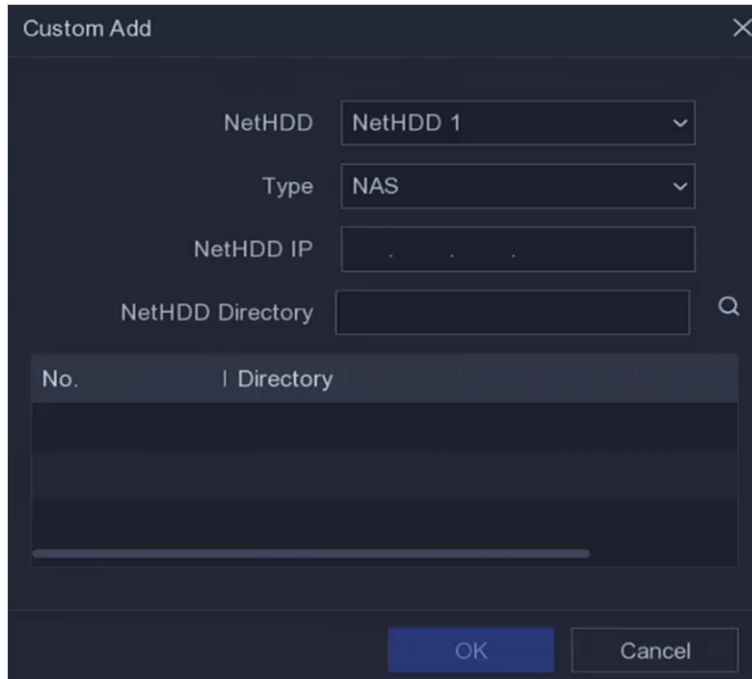 Custom Add
NetHDD NetHDD 1
Type NAS
NetHDD IP . . .
NetHDD Directory
No. Directory
OK Cancel